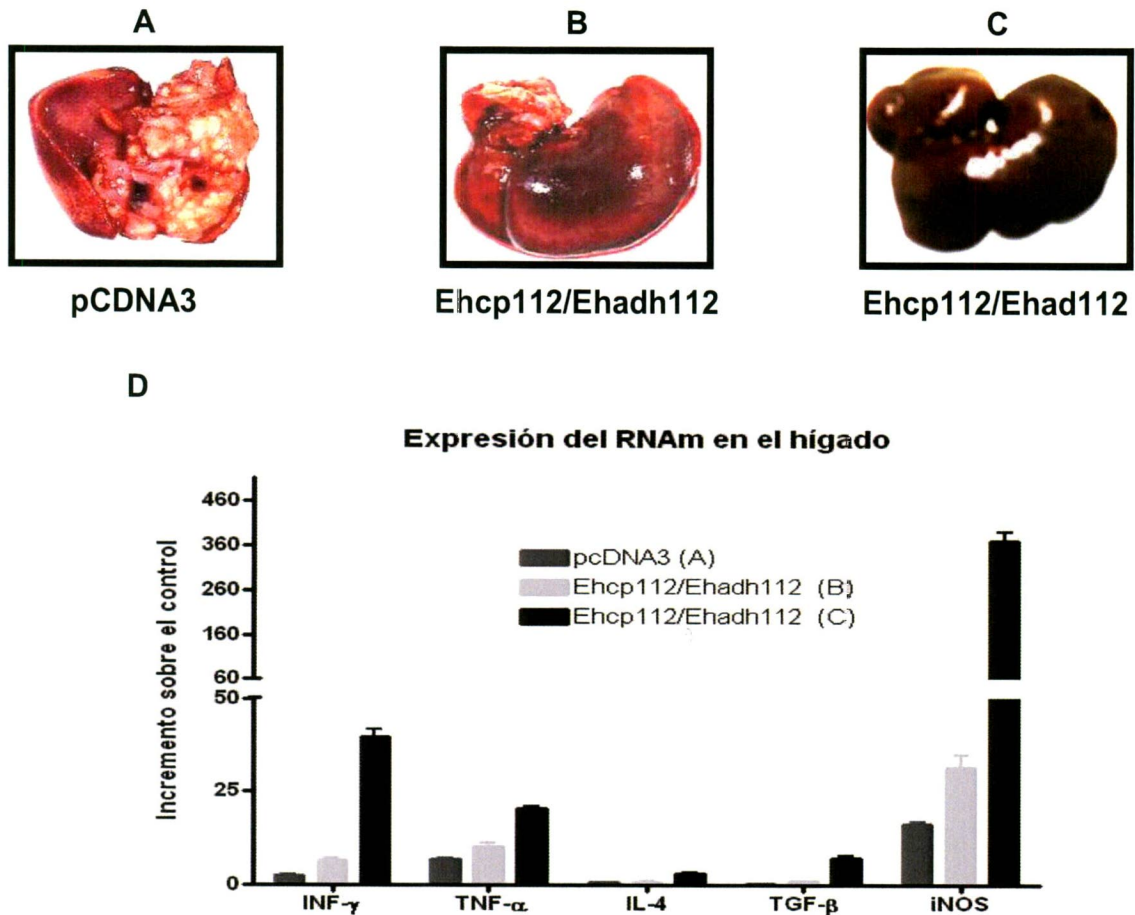 A
B
C
pCDNA3
Ehcp112/Ehadh112
Ehcp112/Ehad112
D
Expresión del RNAm en el hígado
Incremento sobre el control
460
360
260
160
60
50
25
0
pcDNA3 (A)
Ehcp112/Ehadh112 (B)
Ehcp112/Ehadh112 (C)
INF-γ
TNF-α
IL-4
TGF-β
iNOS